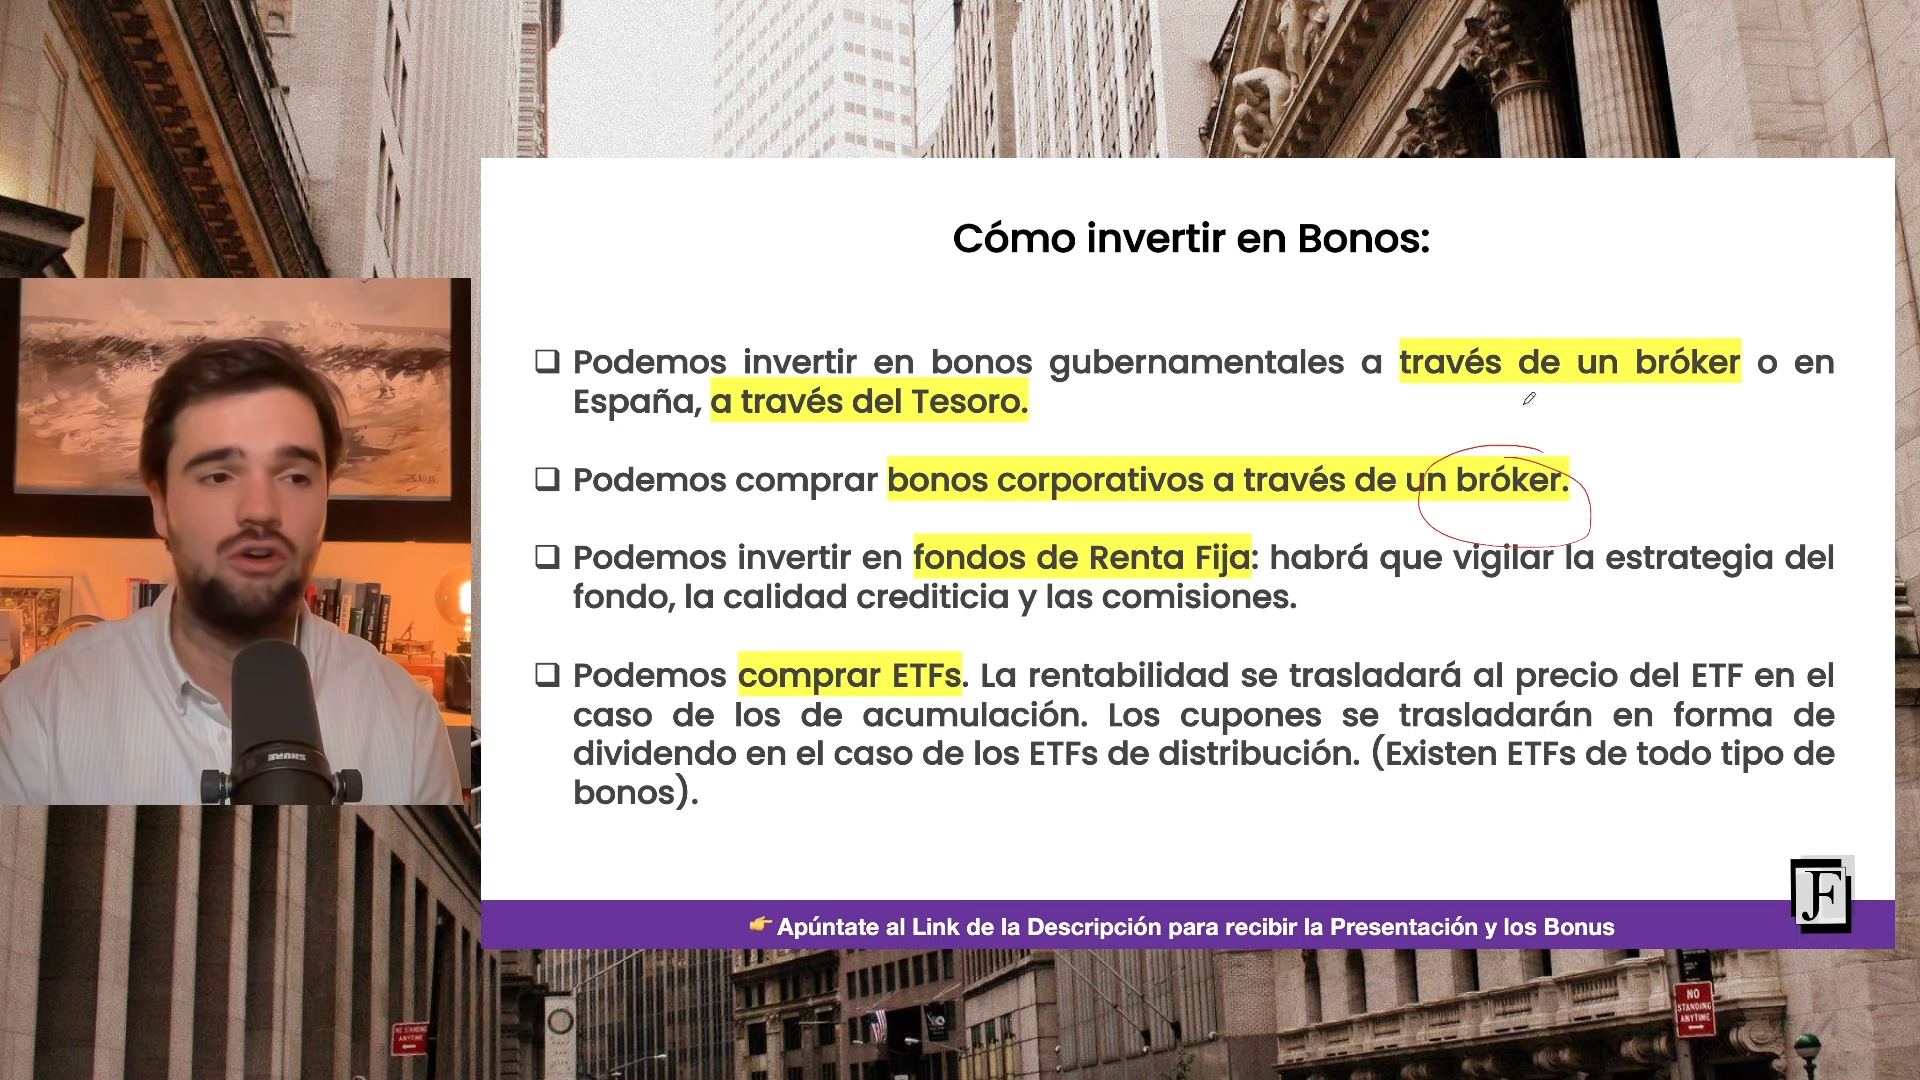 Cómo invertir en Bonos:
❑ Podemos invertir en bonos gubernamentales a través de un bróker o en
España, a través del Tesoro.
❑ Podemos comprar bonos corporativos a través de un bróker.
❑ Podemos invertir en fondos de Renta Fija: habrá que vigilar la estrategia del
fondo, la calidad crediticia y las comisiones.
❑ Podemos comprar ETFs. La rentabilidad se trasladará al precio del ETF en el
caso de los de acumulación. Los cupones se trasladarán en forma de
dividendo en el caso de los ETFs de distribución. (Existen ETFs de todo tipo de
bonos).
JF
👉 Apúntate al Link de la Descripción para recibir la Presentación y los Bonus
SHURE
NO
STANDING
ANYTIME
NO STANDING
ANYTIME